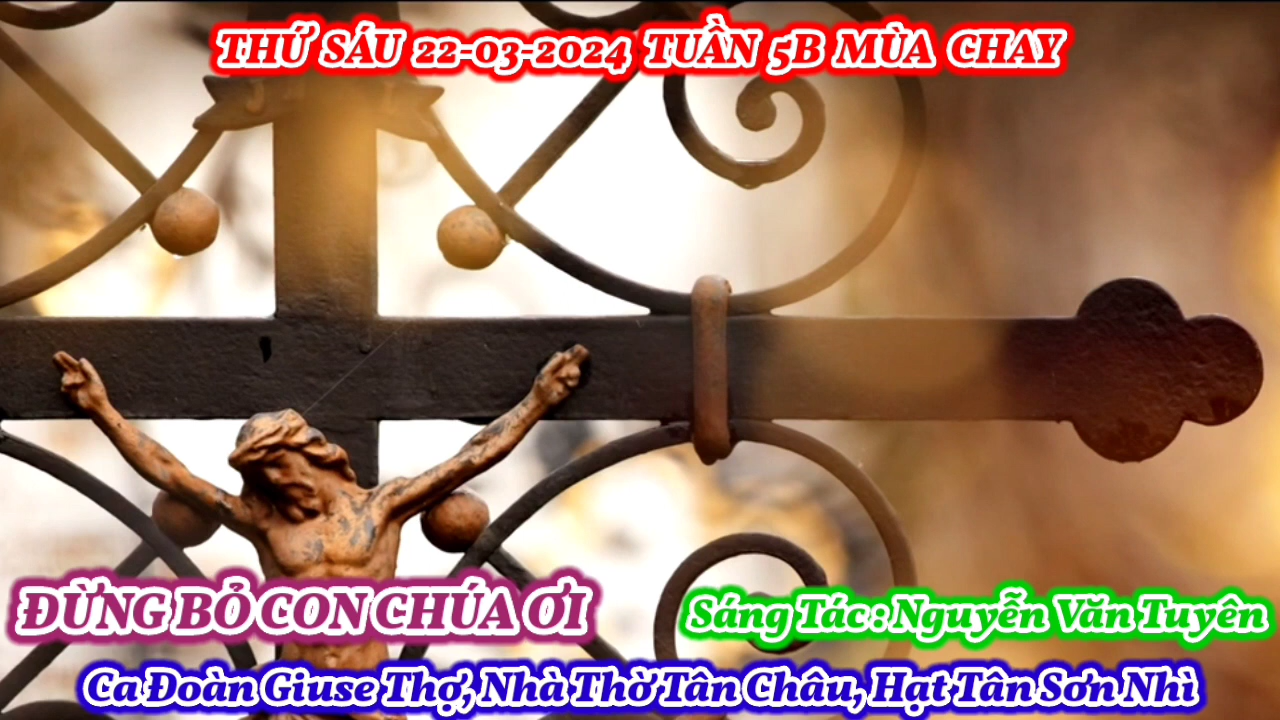 THỨ SÁU 22-03-2024 TUẦN 5B MÙA CHAY
ĐỪNG BỎ CON CHÚA ƠI
Sáng Tác : Nguyễn Văn Tuyên
Ca Đoàn Giuse Thợ, Nhà Thờ Tân Châu, Hạt Tân Sơn Nhì